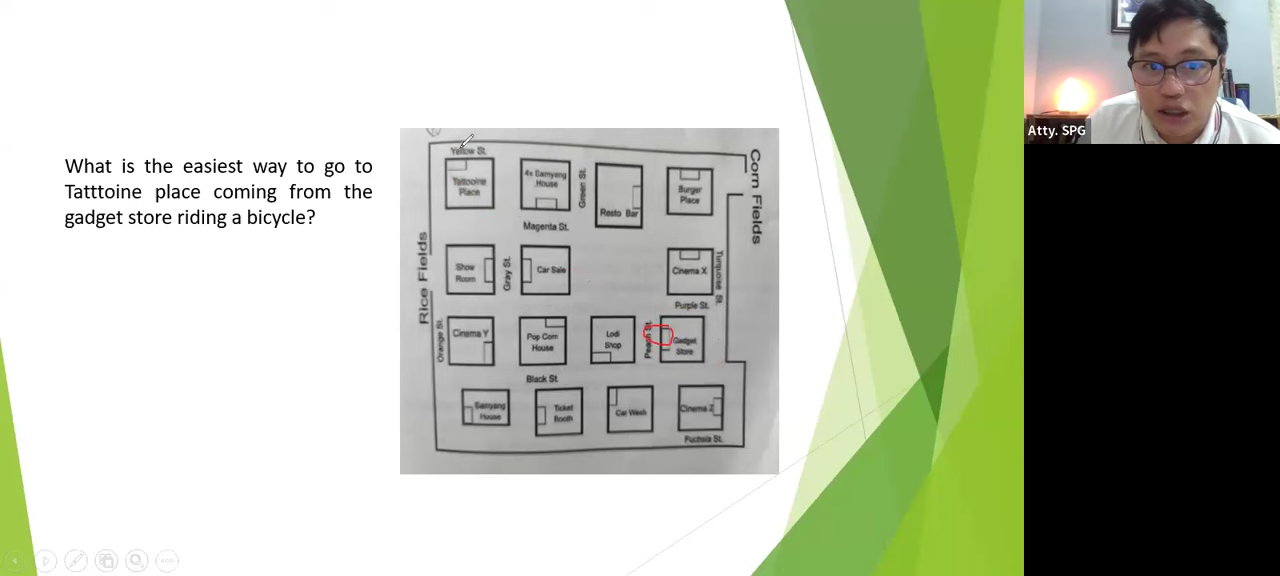 What is the easiest way to go to
Tatttoine place coming from the
gadget store riding a bicycle?
Yellow St.
Tattooine
Place
4x Samyang
House
Green St.
Resto Bar
Burger
Place
Corn Fields
Magenta St.
Rice Fields
Show
Room
Gray St.
Car Sale
Cinema X
Turquoise St.
Purple St.
Orange St.
Cinema Y
Pop Corn
House
Lodi
Shop
Peach St.
Gadget
Store
Black St.
Samyang
House
Ticket
Booth
Car Wash
Cinema Z
Fuchsia St.
Atty. SPG